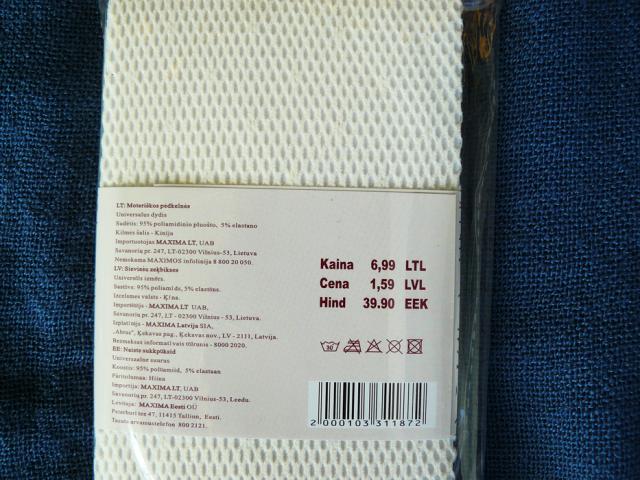 LT: Moteriškos pėdkelnės
Universalus dydis
Sudėtis: 95% poliamidinio pluošto, 5% elastano
Kilmės šalis - Kinija
Importuotojas MAXIMA LT, UAB
Savanorių pr. 247, LT-02300 Vilnius-53, Lietuva
Nemokama MAXIMOS infolinija 8 800 20 050.
LV: Sieviešu zeķbikses
Universāls izmērs.
Sastāvs: 95% poliamīds, 5% elastāns.
Izcelsmes valsts - Ķīna.
Importētājs - MAXIMA LT UAB,
Savanorių pr. 247, LT - 02300 Vilnius-53, Lietuva.
Izplatītājs - MAXIMA Latvija SIA,
„Abras”, Ķekavas pag., Ķekavas nov., LV - 2111, Latvija.
Bezmaksas informatīvais tālrunis - 8000 2020.
EE: Naiste sukkpüksid
Universaalne suurus
Koostis: 95% polüamiid, 5% elastaan
Päritolumaa: Hiina
Importija: MAXIMA LT, UAB
Savanorių pr. 247, LT-02300 Vilnius-53, Leedu.
Levitaja: MAXIMA Eesti OÜ
Peterburi tee 47, 11415 Tallinn, Eesti.
Tasuta arvamustelefon 800 2121.
Kaina 6,99 LTL
Cena 1,59 LVL
Hind 39.90 EEK
30
2 000103 311872